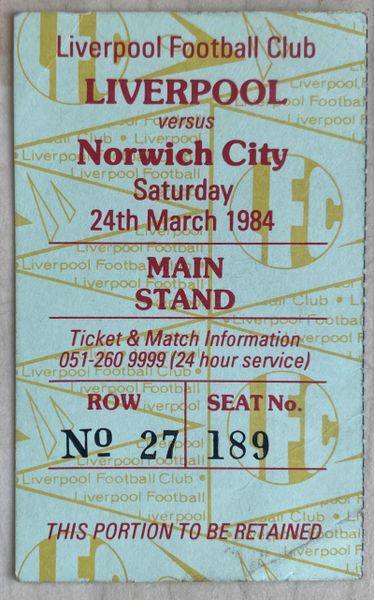 Liverpool Football Club
LIVERPOOL
versus
Norwich City
Saturday
24th March 1984
MAIN
STAND
Ticket & Match Information
051-260 9999 (24 hour service)
ROW SEAT No.
Nº 27 189
THIS PORTION TO BE RETAINED